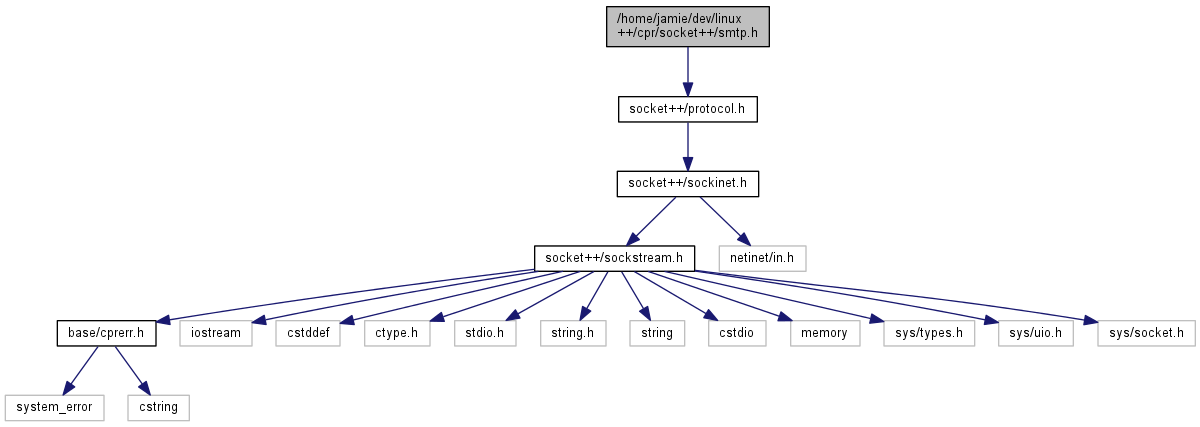 /home/jamie/dev/linux
++/cpr/socket++/smtp.h
socket++/protocol.h
socket++/sockinet.h
socket++/sockstream.h
netinet/in.h
base/cprerr.h
iostream
cstddef
ctype.h
stdio.h
string.h
string
cstdio
memory
sys/types.h
sys/uio.h
sys/socket.h
system_error
cstring